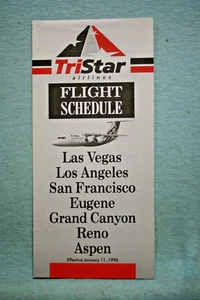 TriStar
airlines
FLIGHT
SCHEDULE
Las Vegas
Los Angeles
San Francisco
Eugene
Grand Canyon
Reno
Aspen
Effective January 11, 1996